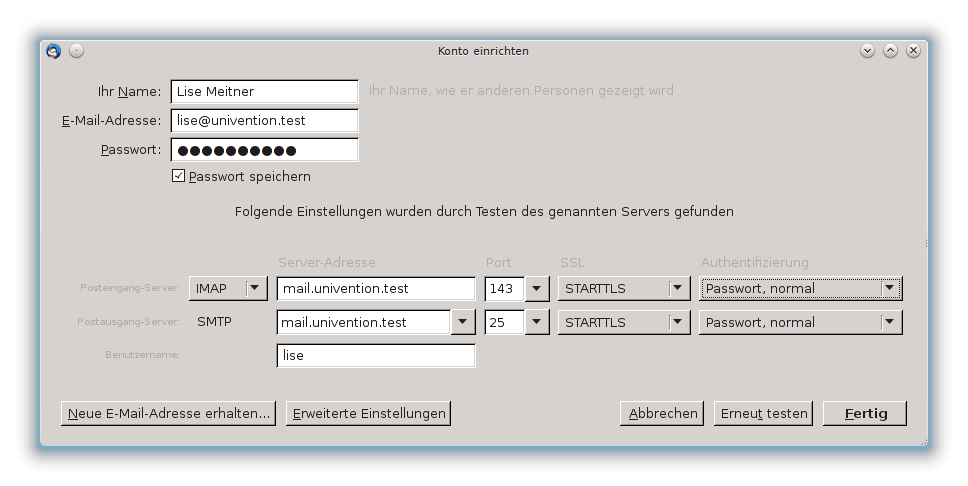 Konto einrichten
Ihr Name: Lise Meitner Ihr Name, wie er anderen Personen gezeigt wird
E-Mail-Adresse: lise@univention.test
Passwort: ●●●●●●●●●●
Passwort speichern
Folgende Einstellungen wurden durch Testen des genannten Servers gefunden
Server-Adresse Port SSL Authentifizierung
Posteingang-Server: IMAP mail.univention.test 143 STARTTLS Passwort, normal
Postausgang-Server: SMTP mail.univention.test 25 STARTTLS Passwort, normal
Benutzername: lise
Neue E-Mail-Adresse erhalten... Erweiterte Einstellungen Abbrechen Erneut testen Fertig